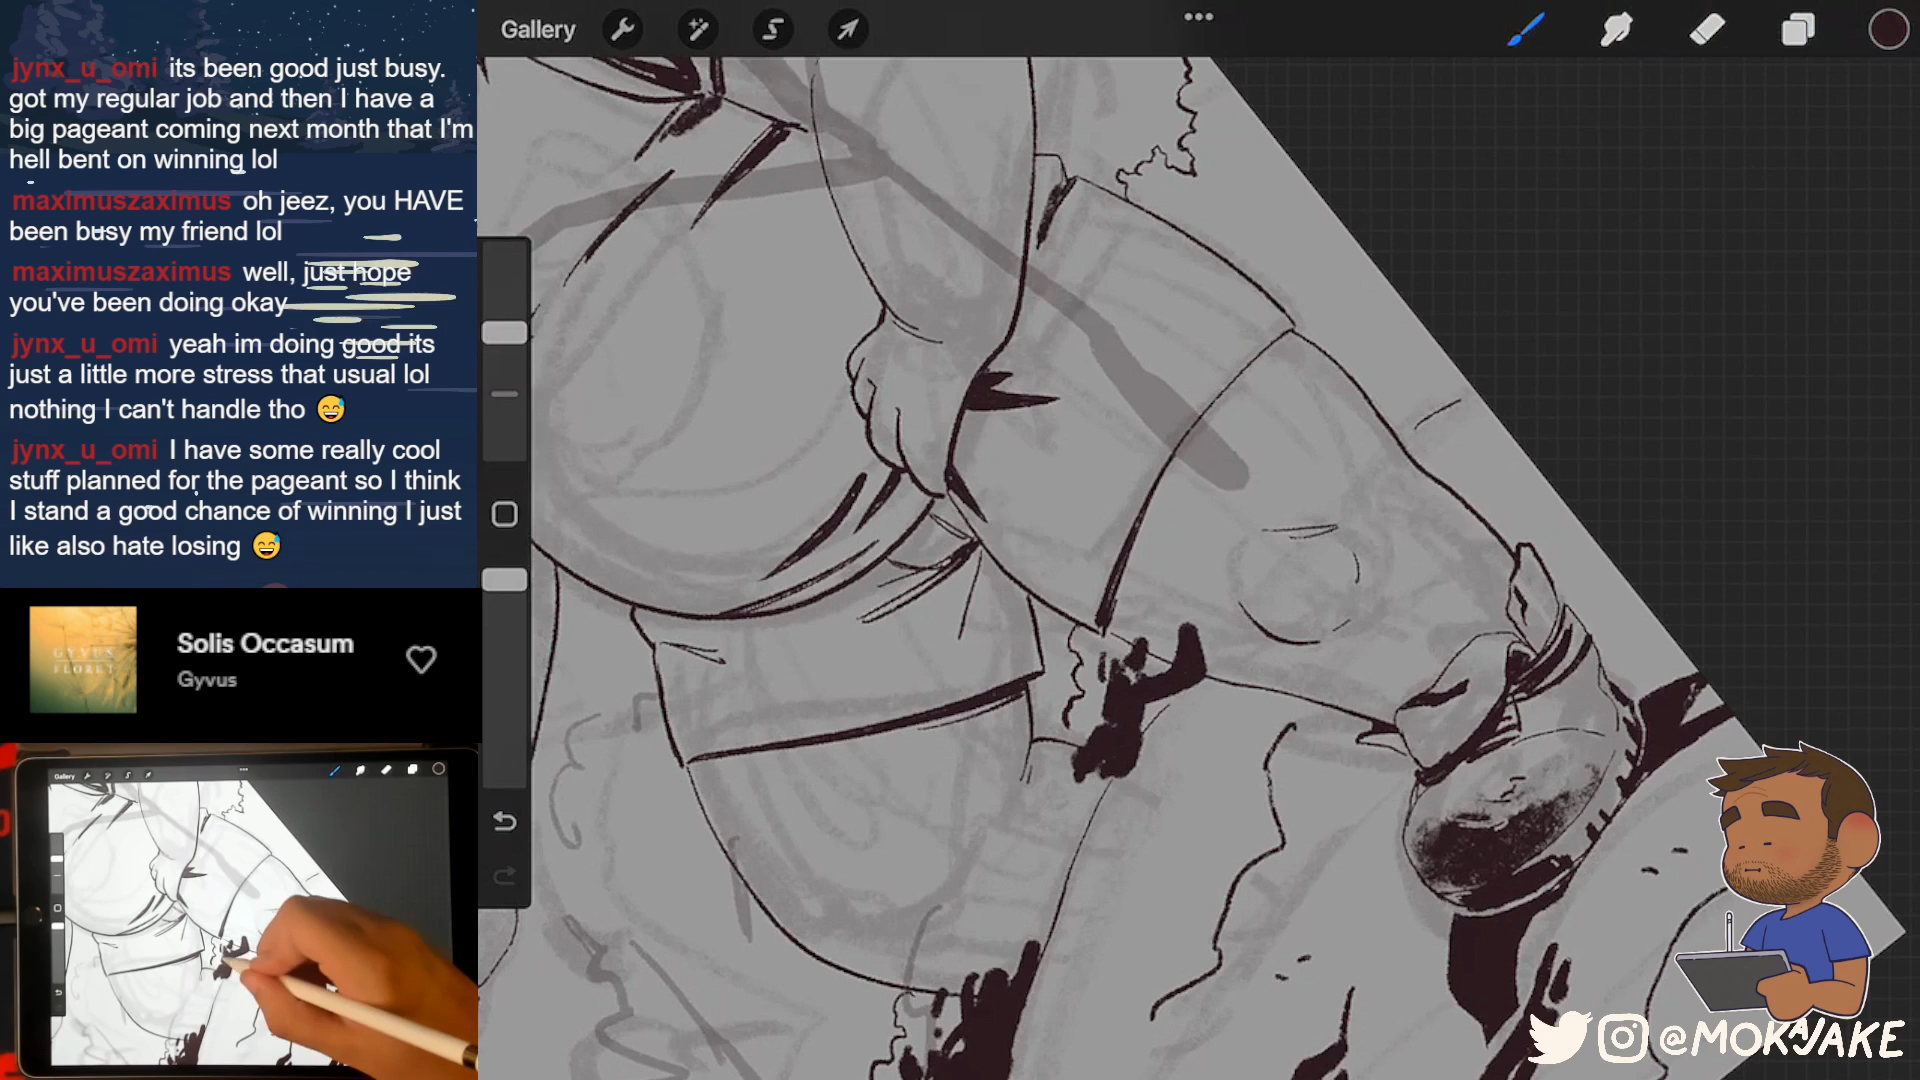 Gallery
jynx_u_omi its been good just busy.
got my regular job and then I have a
big pageant coming next month that I'm
hell bent on winning lol
maximuszaximus oh jeez, you HAVE
been busy my friend lol
maximuszaximus well, just hope
you've been doing okay
jynx_u_omi yeah im doing good its
just a little more stress that usual lol
nothing I can't handle tho 😅
jynx_u_omi I have some really cool
stuff planned for the pageant so I think
I stand a good chance of winning I just
like also hate losing 😅
GYVUS
FLORET
Solis Occasum
Gyvus
Gallery
@MOKAJAKE